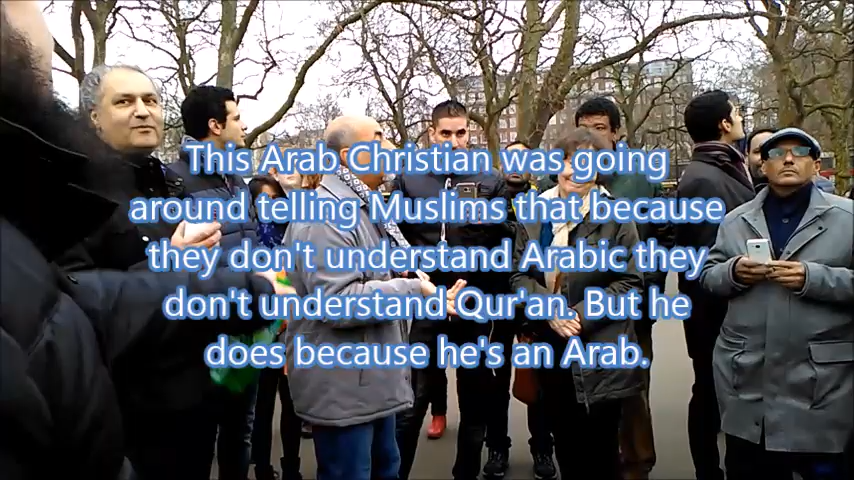 This Arab Christian was going
around telling Muslims that because
they don't understand Arabic they
don't understand Qur'an. But he
does because he's an Arab.